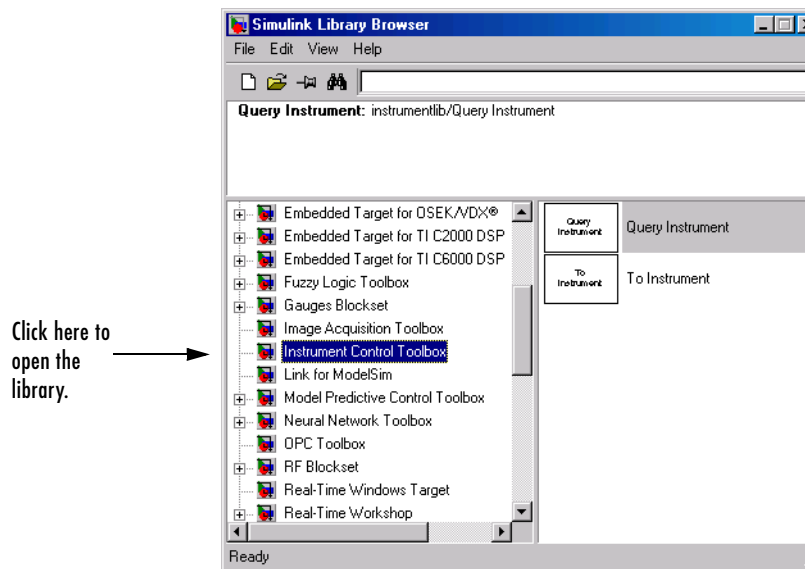 Simulink Library Browser
File Edit View Help
Query Instrument: instrumentlib/Query Instrument
Embedded Target for OSEK/VDX®
Embedded Target for TI C2000 DSP
Embedded Target for TI C6000 DSP
Fuzzy Logic Toolbox
Gauges Blockset
Image Acquisition Toolbox
Instrument Control Toolbox
Link for ModelSim
Model Predictive Control Toolbox
Neural Network Toolbox
OPC Toolbox
RF Blockset
Real-Time Windows Target
Real-Time Workshop
Query
Instrument
Query Instrument
To
Instrument
To Instrument
Click here to
open the
library.
Ready